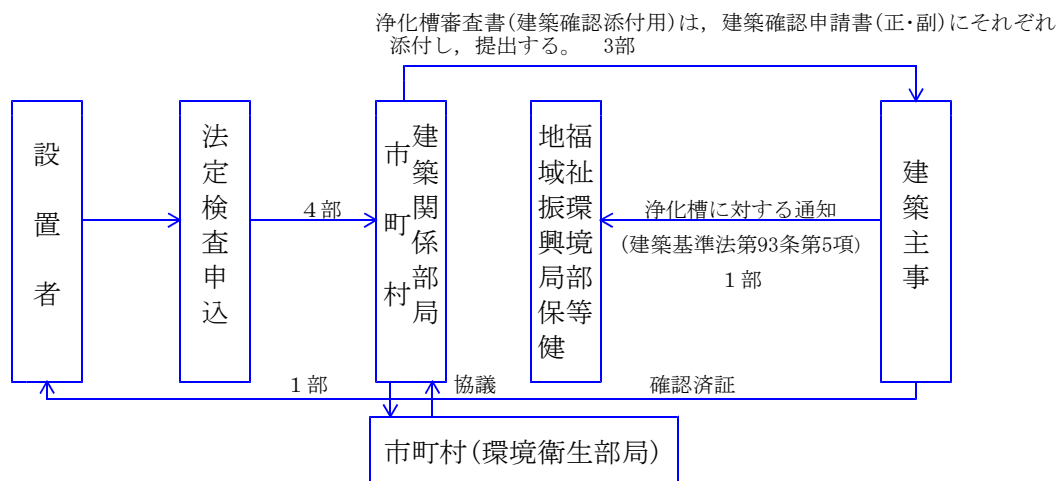 浄化槽審査書(建築確認添付用)は，建築確認申請書(正・副)にそれぞれ
添付し，提出する。　3部
設置者
法定検査申込
４部
市町村
建築関係部局
地域振興局保健
福祉環境部等
浄化槽に対する通知
(建築基準法第93条第5項)
１部
建築主事
１部
協議
確認済証
市町村(環境衛生部局)